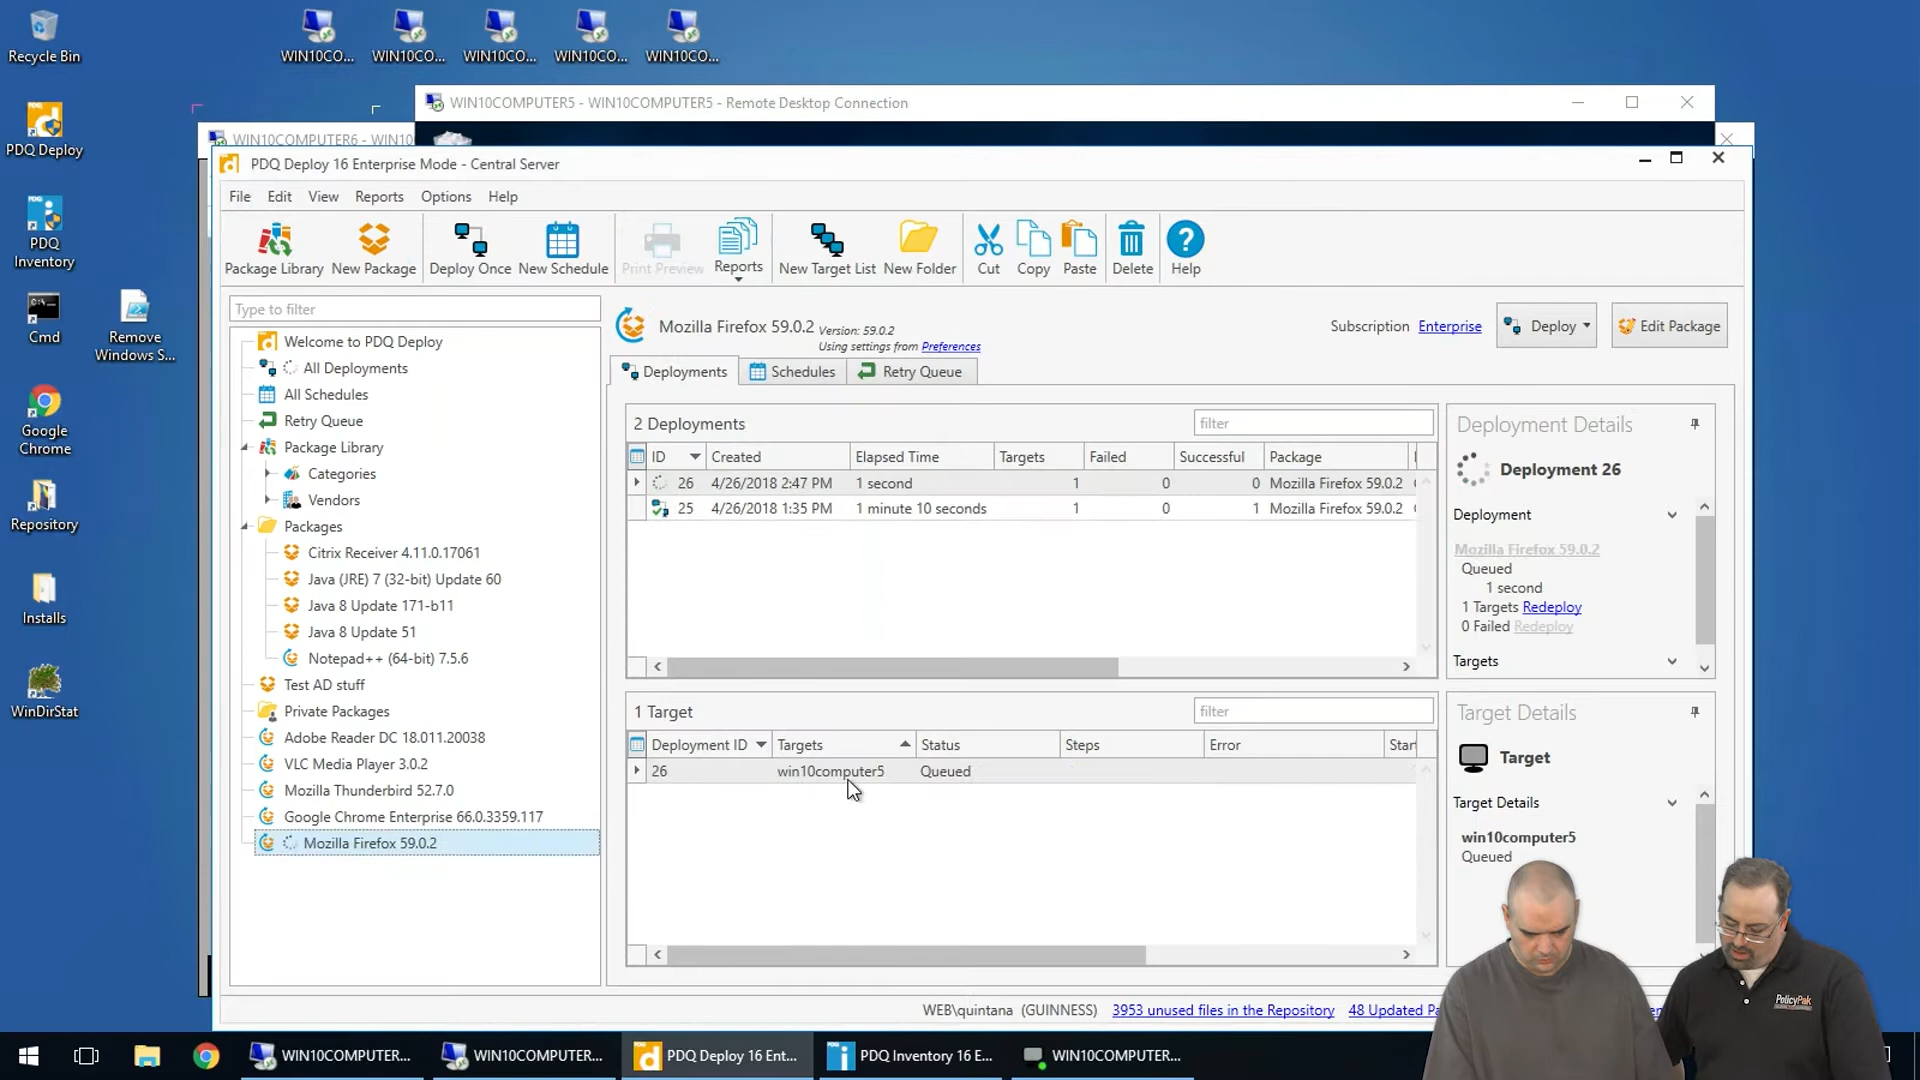 Recycle Bin
WIN10CO...
WIN10CO...
WIN10CO...
WIN10CO...
WIN10CO...
PDQ Deploy
PDQ
Inventory
Cmd
Remove
Windows S...
Google
Chrome
Repository
Installs
WinDirStat
WIN10COMPUTER5 - WIN10COMPUTER5 - Remote Desktop Connection
WIN10COMPUTER6 - WIN10
PDQ Deploy 16 Enterprise Mode - Central Server
File Edit View Reports Options Help
Package Library New Package Deploy Once New Schedule Print Preview Reports New Target List New Folder Cut Copy Paste Delete Help
Type to filter
Welcome to PDQ Deploy
All Deployments
All Schedules
Retry Queue
Package Library
Categories
Vendors
Packages
Citrix Receiver 4.11.0.17061
Java (JRE) 7 (32-bit) Update 60
Java 8 Update 171-b11
Java 8 Update 51
Notepad++ (64-bit) 7.5.6
Test AD stuff
Private Packages
Adobe Reader DC 18.011.20038
VLC Media Player 3.0.2
Mozilla Thunderbird 52.7.0
Google Chrome Enterprise 66.0.3359.117
Mozilla Firefox 59.0.2
Mozilla Firefox 59.0.2 Version: 59.0.2
Using settings from Preferences
Subscription Enterprise Deploy Edit Package
Deployments Schedules Retry Queue
2 Deployments filter
ID Created Elapsed Time Targets Failed Successful Package
26 4/26/2018 2:47 PM 1 second 1 0 0 Mozilla Firefox 59.0.2
25 4/26/2018 1:35 PM 1 minute 10 seconds 1 0 1 Mozilla Firefox 59.0.2
Deployment Details
Deployment 26
Deployment
Mozilla Firefox 59.0.2
Queued
1 second
1 Targets Redeploy
0 Failed Redeploy
Targets
1 Target filter
Deployment ID Targets Status Steps Error Start
26 win10computer5 Queued
Target Details
Target
Target Details
win10computer5
Queued
PolicyPak
WEB\quintana (GUINNESS) 3953 unused files in the Repository 48 Updated Pa
WIN10COMPUTER... WIN10COMPUTER... PDQ Deploy 16 Ent... PDQ Inventory 16 E... WIN10COMPUTER...